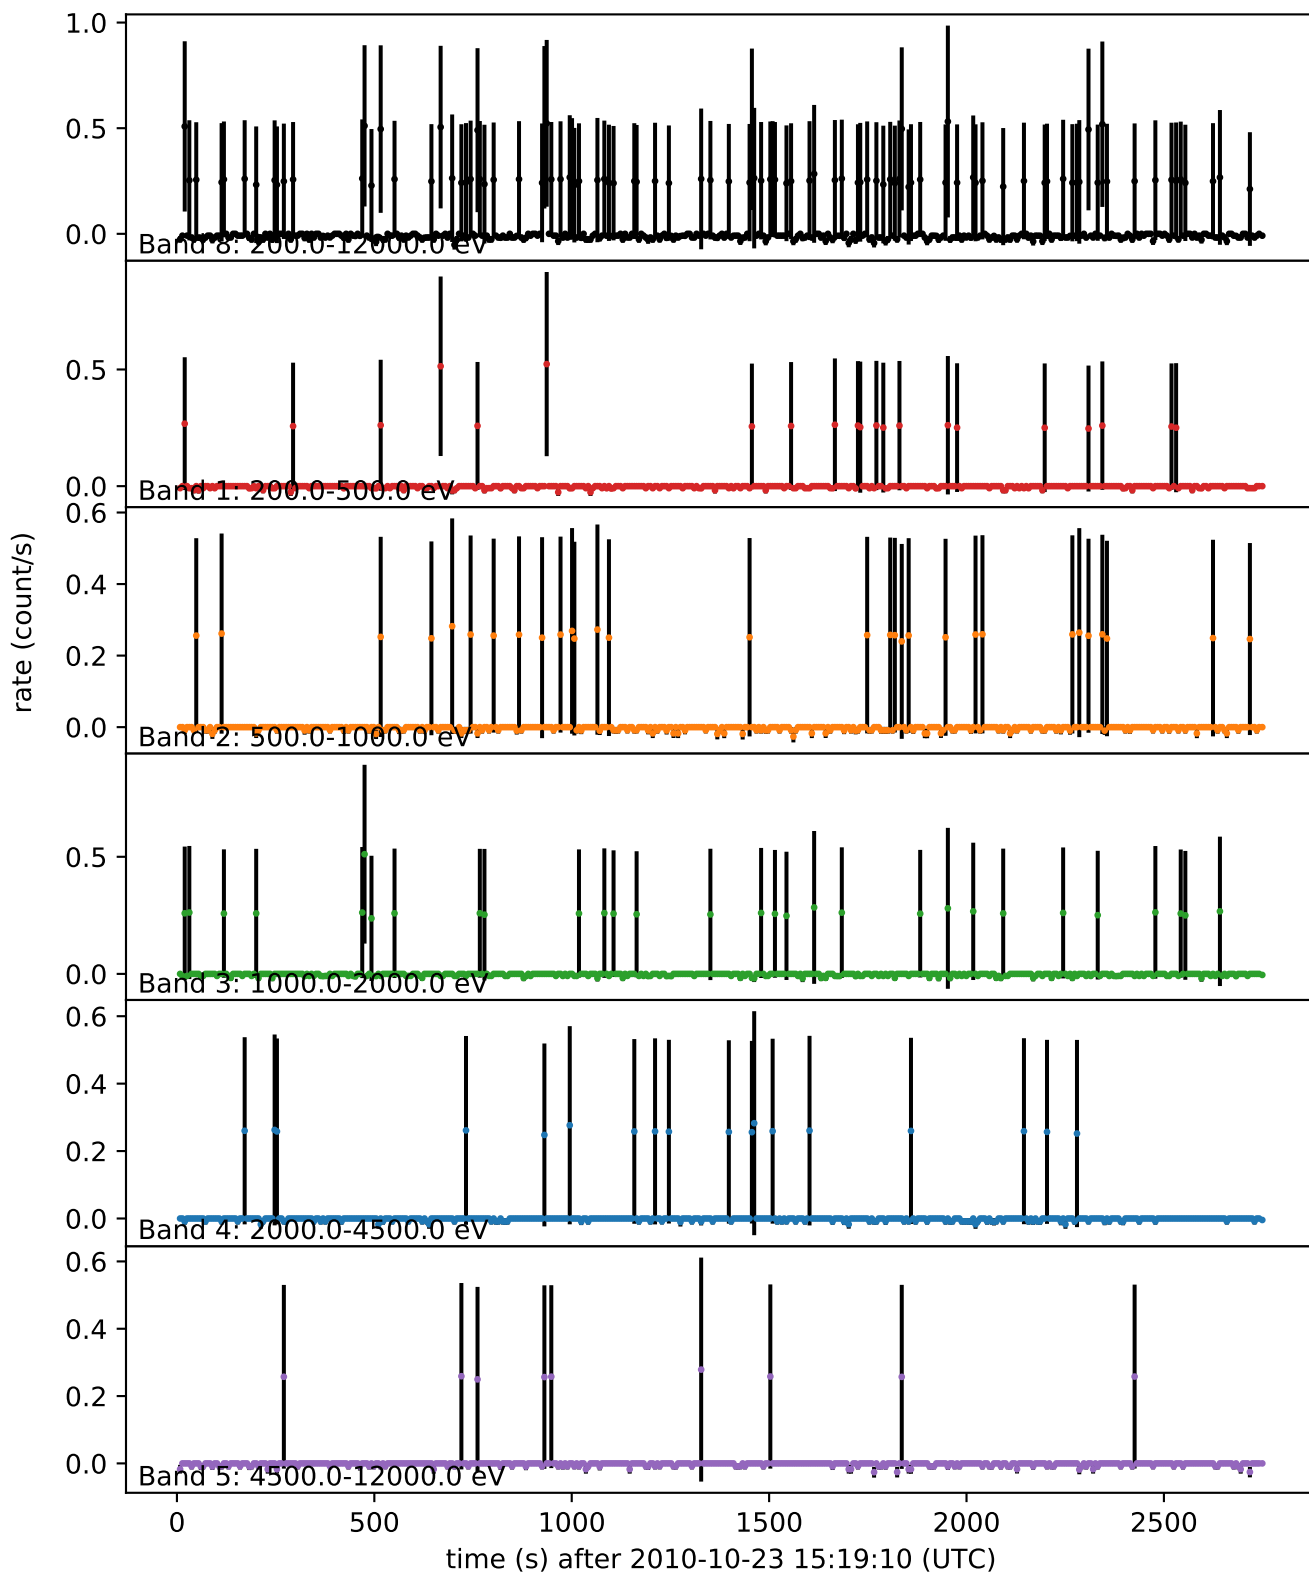 1.0
0.5
0.0
Band 8: 200.0-12000.0 eV
0.5
0.0
Band 1: 200.0-500.0 eV
0.6
0.4
0.2
0.0
Band 2: 500.0-1000.0 eV
rate (count/s)
0.5
0.0
Band 3: 1000.0-2000.0 eV
0.6
0.4
0.2
0.0
Band 4: 2000.0-4500.0 eV
0.6
0.4
0.2
0.0
Band 5: 4500.0-12000.0 eV
0 500 1000 1500 2000 2500
time (s) after 2010-10-23 15:19:10 (UTC)